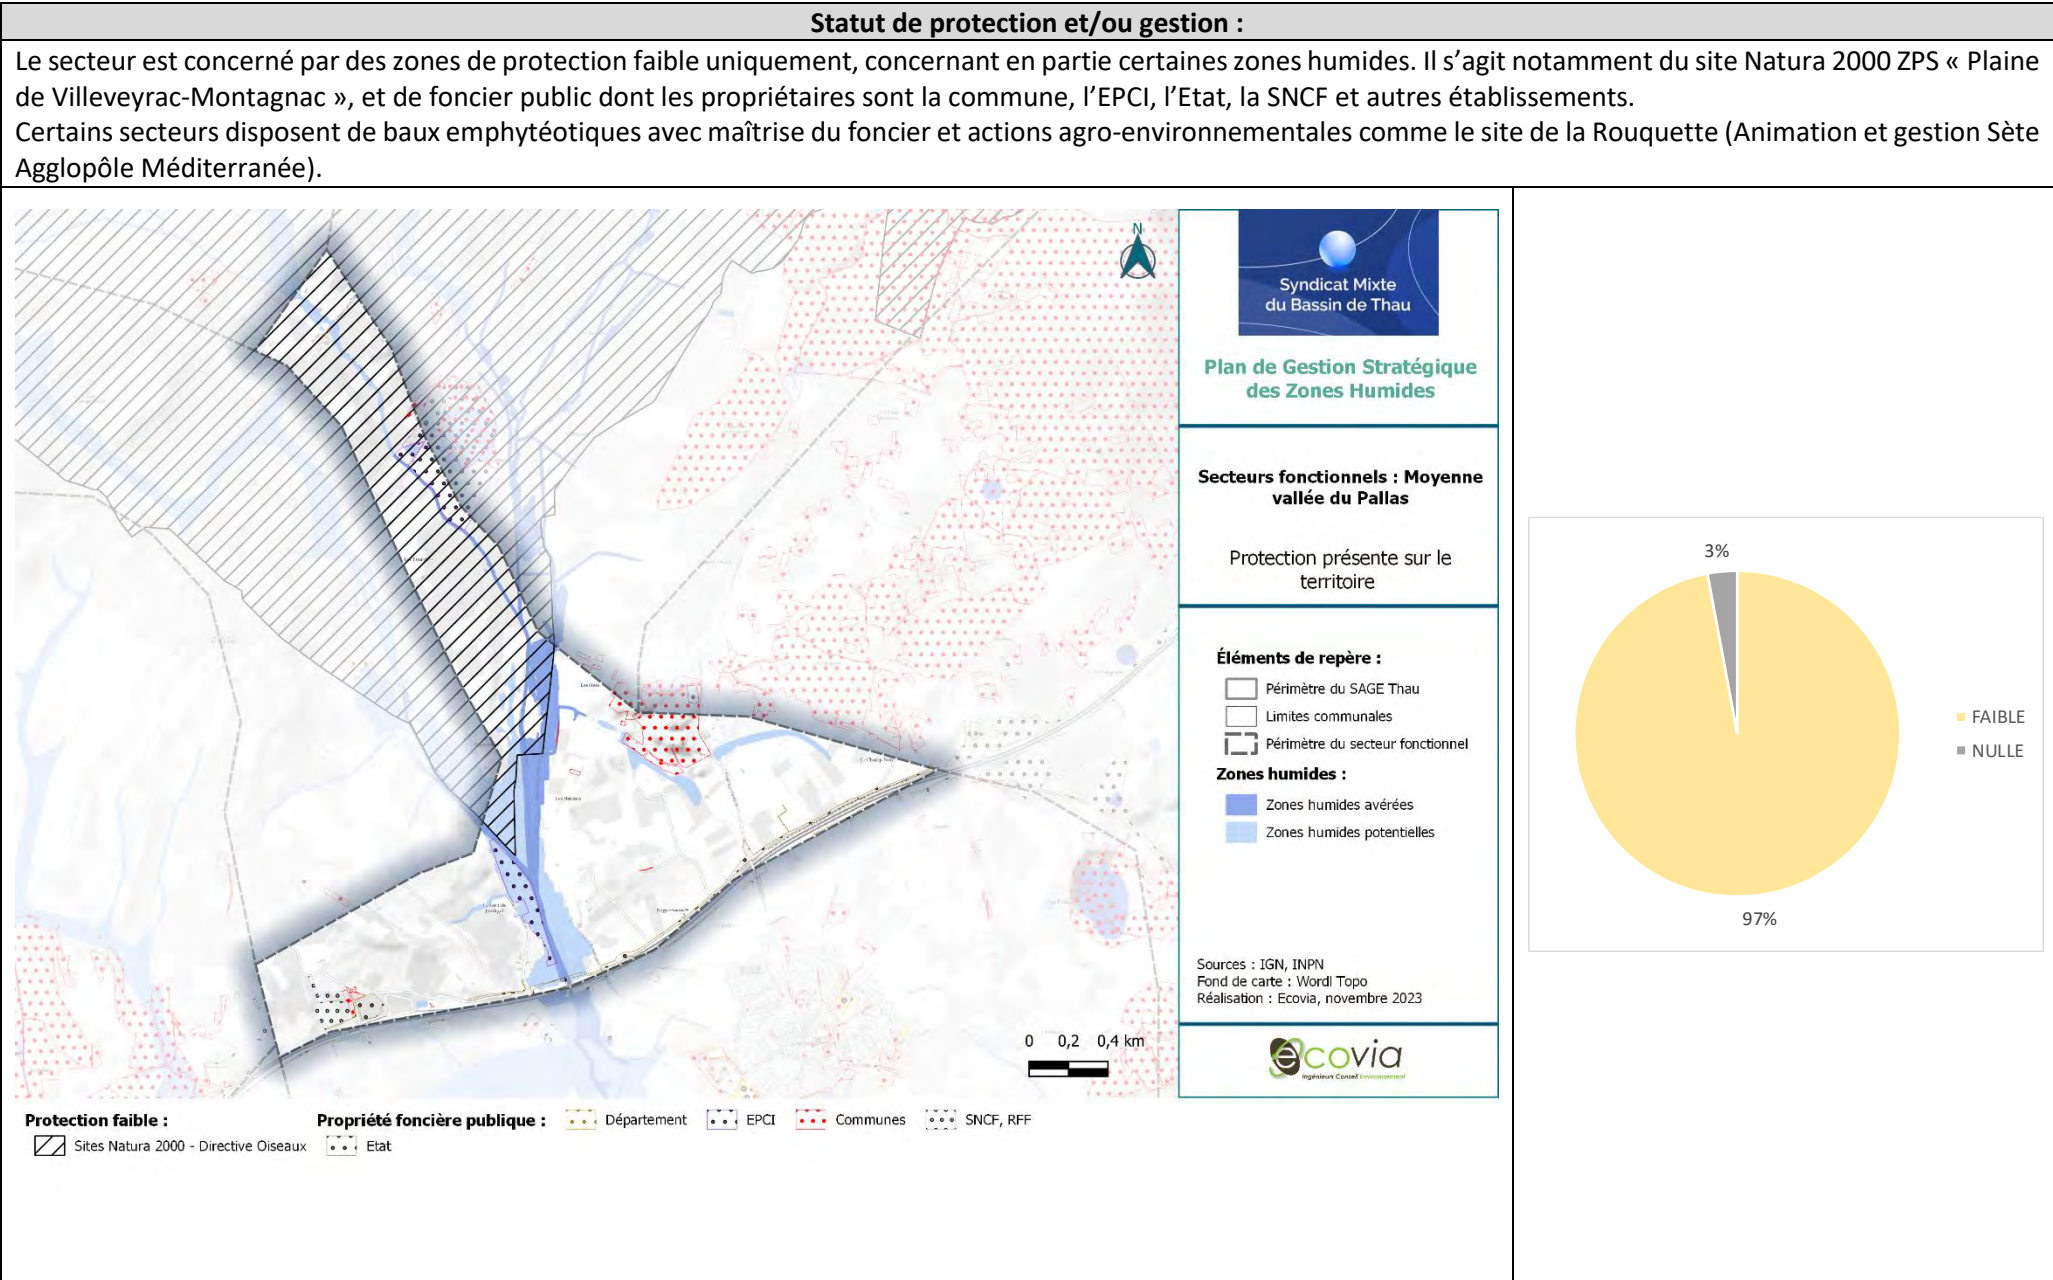 Statut de protection et/ou gestion :
Le secteur est concerné par des zones de protection faible uniquement, concernant en partie certaines zones humides. Il s’agit notamment du site Natura 2000 ZPS « Plaine
de Villeveyrac-Montagnac », et de foncier public dont les propriétaires sont la commune, l’EPCI, l’Etat, la SNCF et autres établissements.
Certains secteurs disposent de baux emphytéotiques avec maîtrise du foncier et actions agro-environnementales comme le site de la Rouquette (Animation et gestion Sète
Agglopôle Méditerranée).
N
Syndicat Mixte
du Bassin de Thau
Plan de Gestion Stratégique
des Zones Humides
Secteurs fonctionnels : Moyenne
vallée du Pallas
Protection présente sur le
territoire
Éléments de repère :
Périmètre du SAGE Thau
Limites communales
Périmètre du secteur fonctionnel
Zones humides :
Zones humides avérées
Zones humides potentielles
Sources : IGN, INPN
Fond de carte : Wordl Topo
Réalisation : Ecovia, novembre 2023
0 0,2 0,4 km
écovia
Ingénieurs Conseil Environnement
Protection faible :
Sites Natura 2000 - Directive Oiseaux
Propriété foncière publique :
Département
EPCI
Communes
SNCF, RFF
Etat
3%
97%
FAIBLE
NULLE